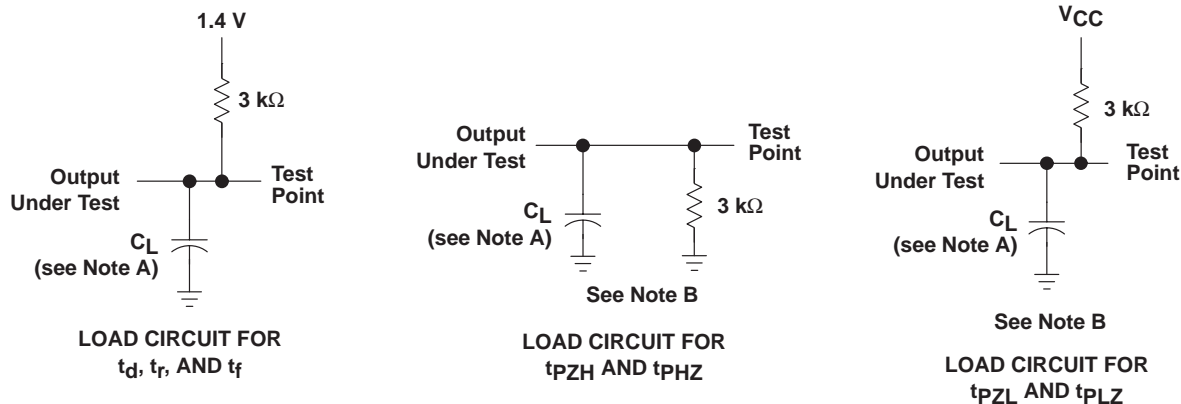 1.4 V
3 kΩ
Output
Under Test
Test
Point
CL
(see Note A)
LOAD CIRCUIT FOR
td, tr, AND tf
Output
Under Test
Test
Point
3 kΩ
CL
(see Note A)
See Note B
LOAD CIRCUIT FOR
tPZH AND tPHZ
VCC
3 kΩ
Output
Under Test
Test
Point
CL
(see Note A)
See Note B
LOAD CIRCUIT FOR
tPZL AND tPLZ